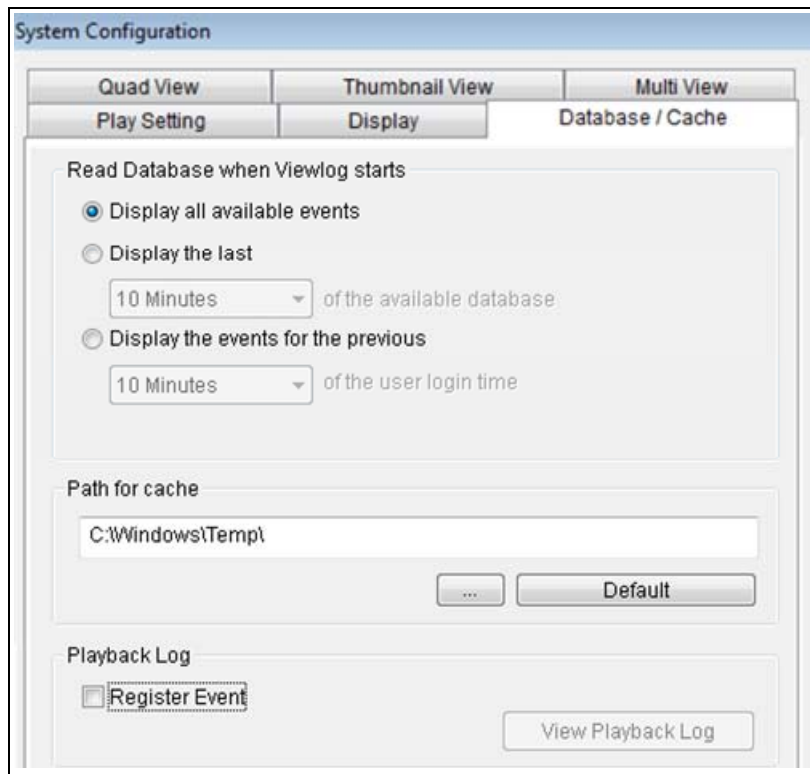 System Configuration
Quad View Thumbnail View Multi View
Play Setting Display Database / Cache
Read Database when Viewlog starts
Display all available events
Display the last
10 Minutes of the available database
Display the events for the previous
10 Minutes of the user login time
Path for cache
C:\Windows\Temp\
... Default
Playback Log
Register Event
View Playback Log